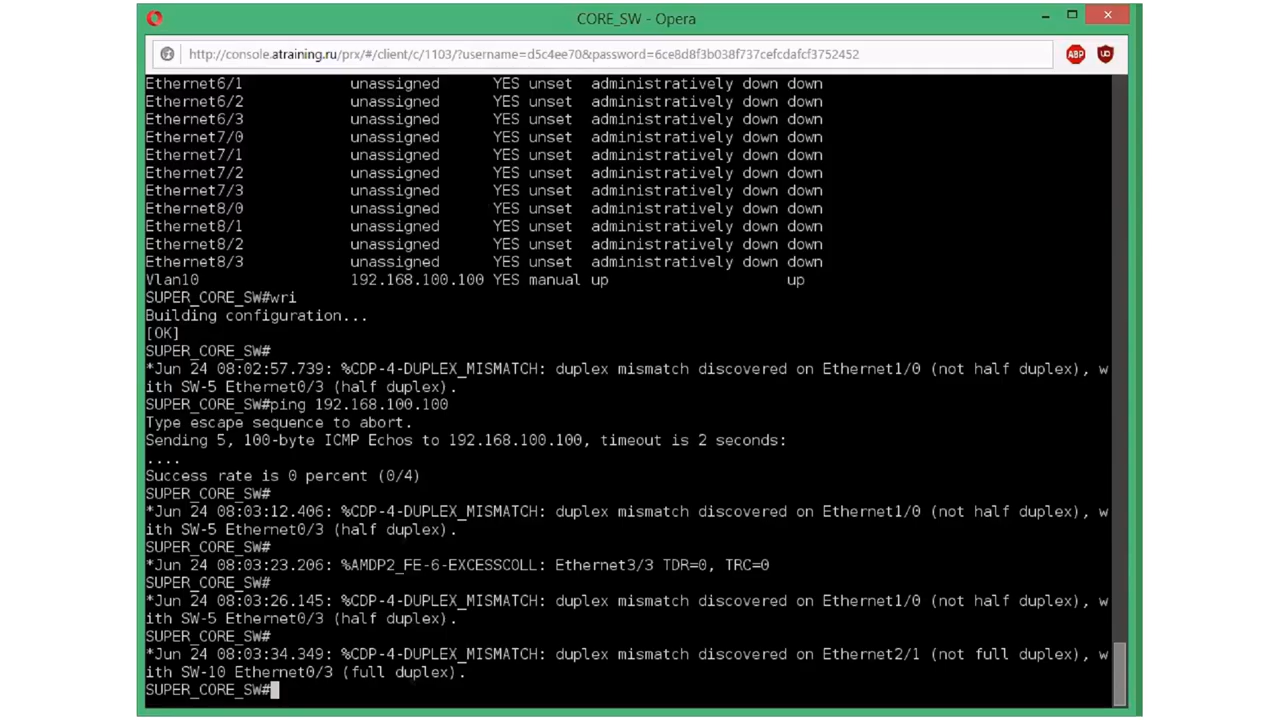 CORE_SW - Opera
http://console.atraining.ru/prx/#/client/c/1103/?username=d5c4ee70&password=6ce8d8f3b038f737cefcdafcf3752452
ABP
Ethernet6/1 unassigned YES unset administratively down down
Ethernet6/2 unassigned YES unset administratively down down
Ethernet6/3 unassigned YES unset administratively down down
Ethernet7/0 unassigned YES unset administratively down down
Ethernet7/1 unassigned YES unset administratively down down
Ethernet7/2 unassigned YES unset administratively down down
Ethernet7/3 unassigned YES unset administratively down down
Ethernet8/0 unassigned YES unset administratively down down
Ethernet8/1 unassigned YES unset administratively down down
Ethernet8/2 unassigned YES unset administratively down down
Ethernet8/3 unassigned YES unset administratively down down
Vlan10 192.168.100.100 YES manual up up
SUPER_CORE_SW#wri
Building configuration...
[OK]
SUPER_CORE_SW#
*Jun 24 08:02:57.739: %CDP-4-DUPLEX_MISMATCH: duplex mismatch discovered on Ethernet1/0 (not half duplex), w
ith SW-5 Ethernet0/3 (half duplex).
SUPER_CORE_SW#ping 192.168.100.100
Type escape sequence to abort.
Sending 5, 100-byte ICMP Echos to 192.168.100.100, timeout is 2 seconds:
....
Success rate is 0 percent (0/4)
SUPER_CORE_SW#
*Jun 24 08:03:12.406: %CDP-4-DUPLEX_MISMATCH: duplex mismatch discovered on Ethernet1/0 (not half duplex), w
ith SW-5 Ethernet0/3 (half duplex).
SUPER_CORE_SW#
*Jun 24 08:03:23.206: %AMDP2_FE-6-EXCESSCOLL: Ethernet3/3 TDR=0, TRC=0
SUPER_CORE_SW#
*Jun 24 08:03:26.145: %CDP-4-DUPLEX_MISMATCH: duplex mismatch discovered on Ethernet1/0 (not half duplex), w
ith SW-5 Ethernet0/3 (half duplex).
SUPER_CORE_SW#
*Jun 24 08:03:34.349: %CDP-4-DUPLEX_MISMATCH: duplex mismatch discovered on Ethernet2/1 (not full duplex), w
ith SW-10 Ethernet0/3 (full duplex).
SUPER_CORE_SW#